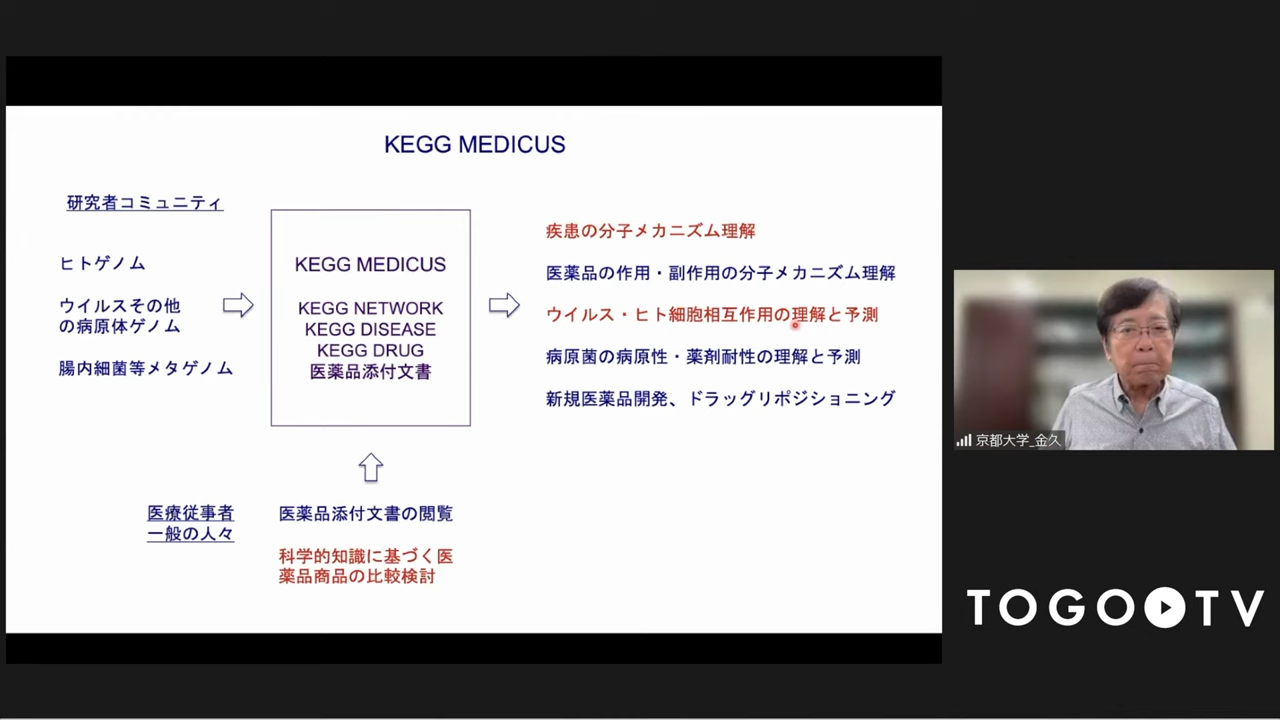 KEGG MEDICUS
研究者コミュニティ
ヒトゲノム
ウイルスその他
の病原体ゲノム
腸内細菌等メタゲノム
KEGG MEDICUS
KEGG NETWORK
KEGG DISEASE
KEGG DRUG
医薬品添付文書
疾患の分子メカニズム理解
医薬品の作用・副作用の分子メカニズム理解
ウイルス・ヒト細胞相互作用の理解と予測
病原菌の病原性・薬剤耐性の理解と予測
新規医薬品開発、ドラッグリポジショニング
医療従事者
一般の人々
医薬品添付文書の閲覧
科学的知識に基づく医
薬品商品の比較検討
京都大学_金久
TOGO TV